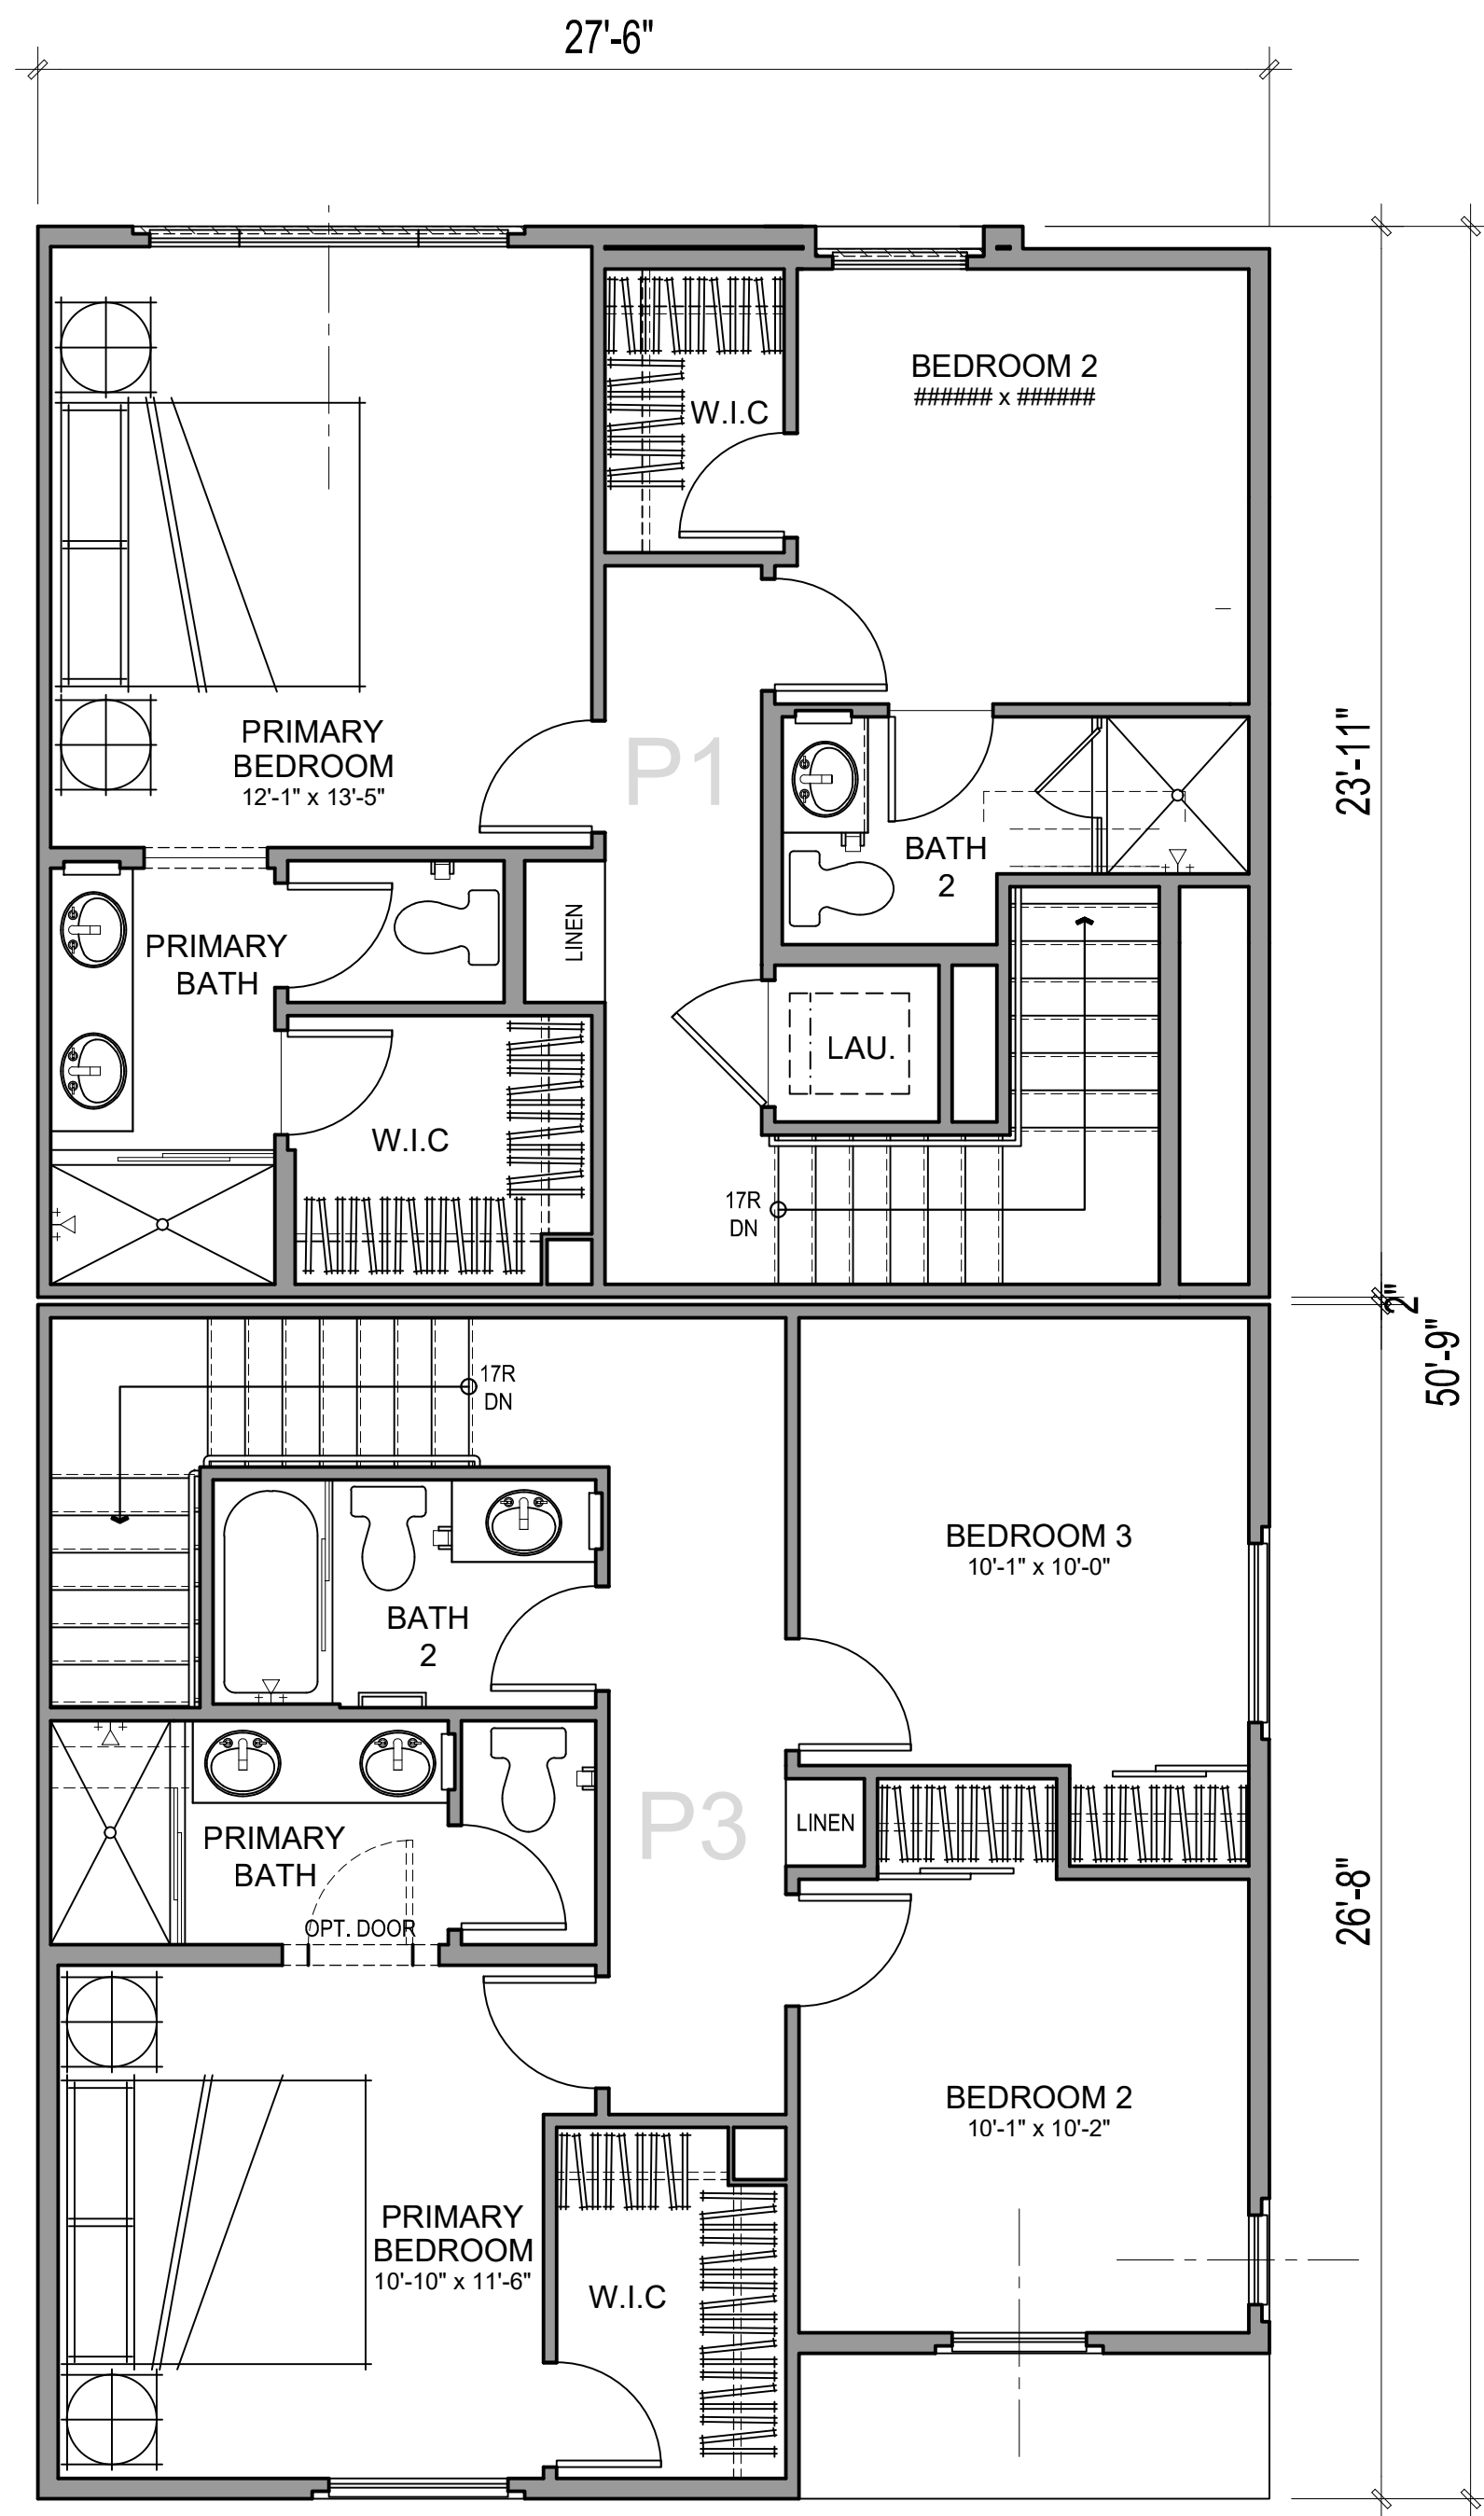 27'-6"
BEDROOM 2
###### x ######
W.I.C
PRIMARY
BEDROOM
12'-1" x 13'-5"
P1
23'-11"
BATH
2
PRIMARY
BATH
LINEN
LAU.
W.I.C
17R
DN
2"
50'-9"
17R
DN
BEDROOM 3
10'-1" x 10'-0"
BATH
2
P3
LINEN
PRIMARY
BATH
OPT. DOOR
26'-8"
BEDROOM 2
10'-1" x 10'-2"
PRIMARY
BEDROOM
10'-10" x 11'-6"
W.I.C